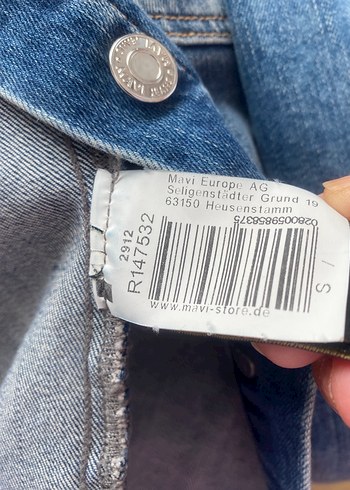 Mavi Europe AG
Seligenstädter Grund 19
63150 Heusenstamm
2912
R147532
S /
www.mavi-store.de